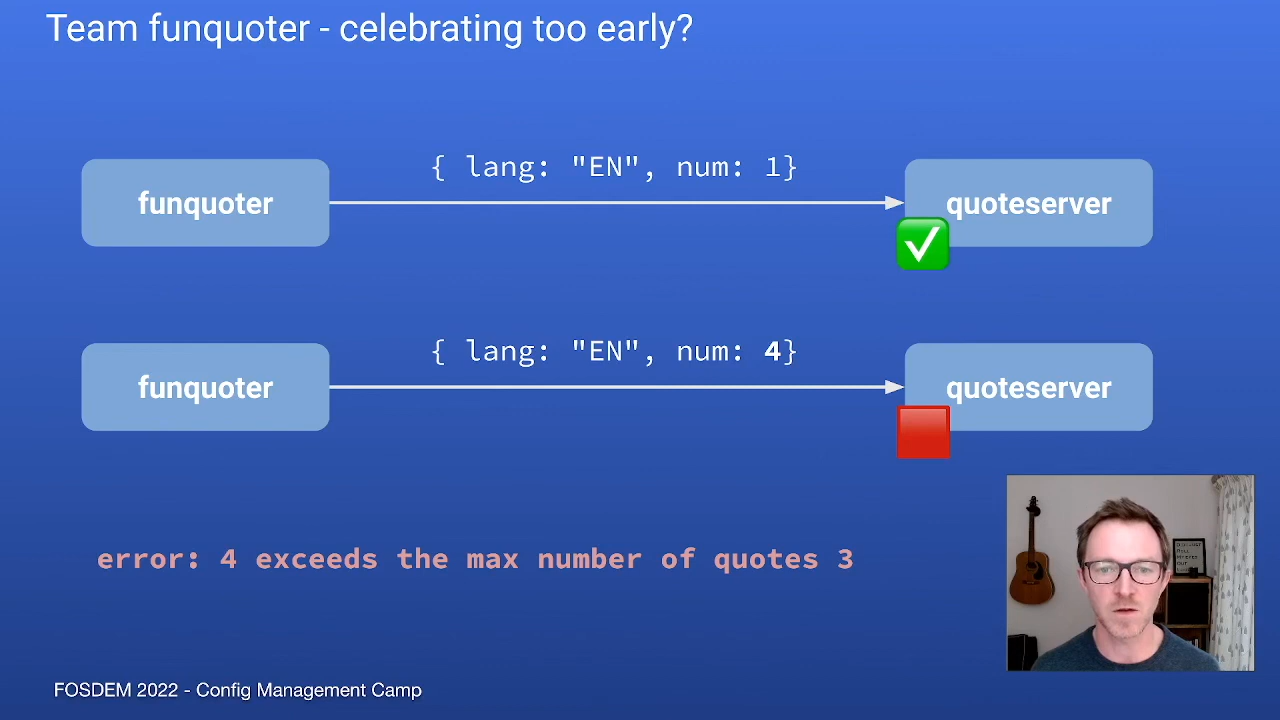 Team funquoter - celebrating too early?
{ lang: "EN", num: 1}
funquoter
quoteserver
{ lang: "EN", num: 4}
funquoter
quoteserver
error: 4 exceeds the max number of quotes 3
FOSDEM 2022 - Config Management Camp